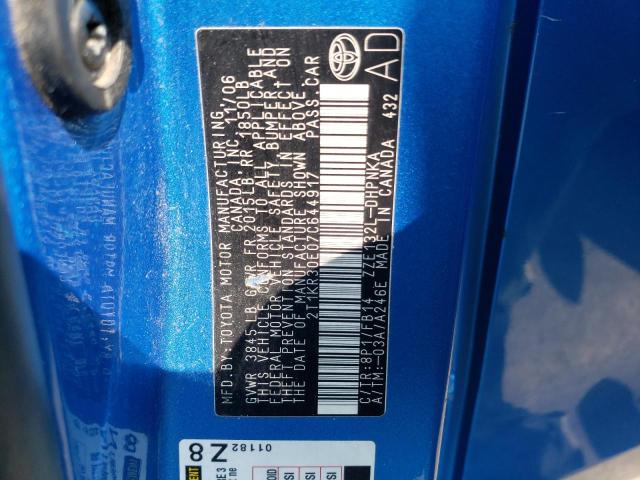 MFD.BY:TOYOTA MOTOR MANUFACTURING
CANADA: INC. 11/06
GVWR 3845LB GAWR FR 2045LB RR 1850LB
THIS VEHICLE CONFORMS TO ALL APPLICABLE
FEDERAL MOTOR VEHICLE SAFETY BUMPER, AND
THEFT PREVENTION STANDARDS IN EFFECT ON
THE DATE OF MANUFACTURE SHOWN ABOVE.
2T1KR30E07C644917 PASS.CAR
C/TR:8P1/FB14 ZZE132L-DHPNKA
A/TM:-03A/A246E MADE IN CANADA 432
AD
01182
Z 8